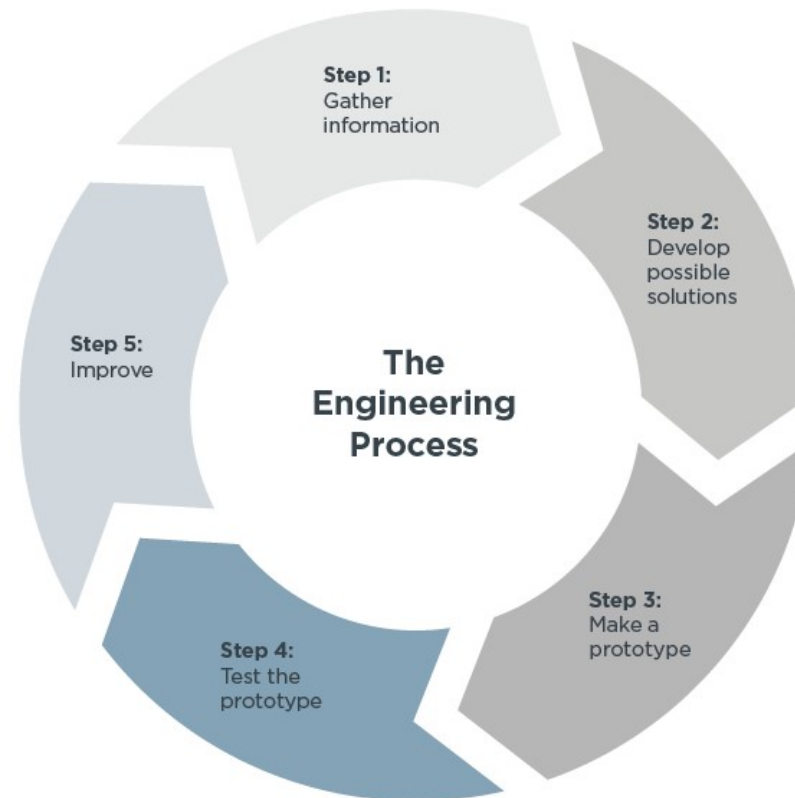 Step 1:
Gather
information
Step 2:
Develop
possible
solutions
Step 3:
Make a
prototype
Step 4:
Test the
prototype
Step 5:
Improve
The
Engineering
Process